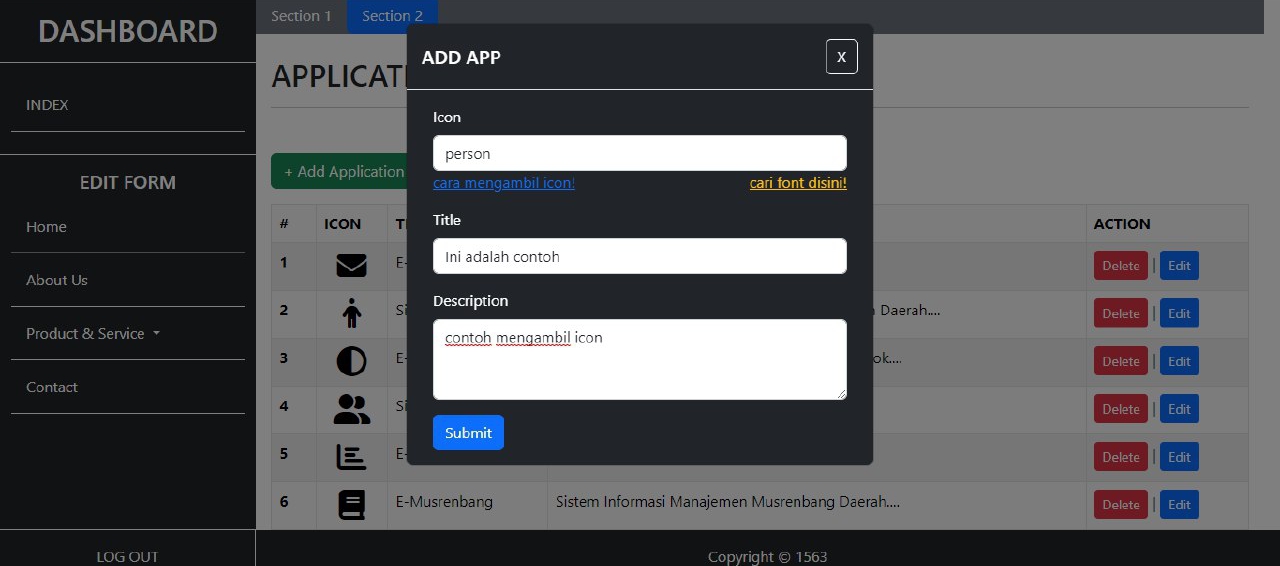 DASHBOARD
INDEX
EDIT FORM
Home
About Us
Product & Service
Contact
LOG OUT
Section 1 Section 2
+ Add Application
ADD APP X
Icon
person
cara mengambil icon! cari font disini!
Title
Ini adalah contoh
Description
contoh mengambil icon
Submit
# ICON ACTION
1 Delete | Edit
2 Daerah.... Delete | Edit
3 Delete | Edit
4 Delete | Edit
5 Delete | Edit
6 E-Musrenbang Sistem Informasi Manajemen Musrenbang Daerah.... Delete | Edit
Copyright © 1563